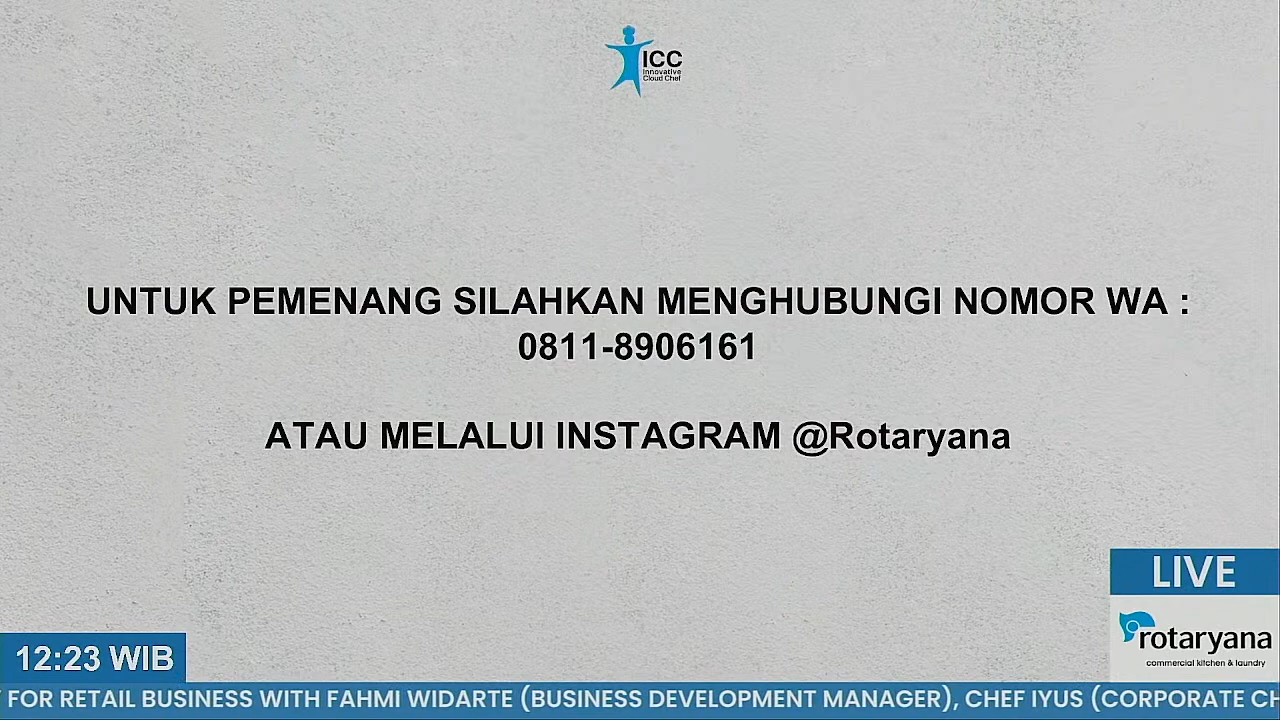 ICC
Innovative
Cloud Chef
UNTUK PEMENANG SILAHKAN MENGHUBUNGI NOMOR WA :
0811-8906161
ATAU MELALUI INSTAGRAM @Rotaryana
LIVE
rotaryana
commercial kitchen & laundry
12:23 WIB
FOR RETAIL BUSINESS WITH FAHMI WIDARTE (BUSINESS DEVELOPMENT MANAGER), CHEF IYUS (CORPORATE